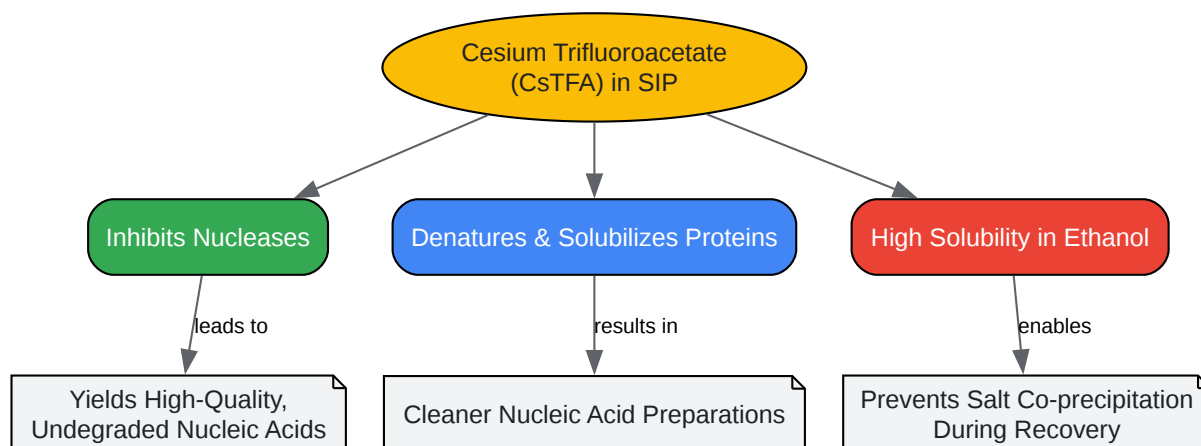 Cesium Trifluoroacetate
(CsTFA) in SIP
Inhibits Nucleases
Denatures & Solubilizes Proteins
High Solubility in Ethanol
leads to
results in
enables
Yields High-Quality,
Undegraded Nucleic Acids
Cleaner Nucleic Acid Preparations
Prevents Salt Co-precipitation
During Recovery